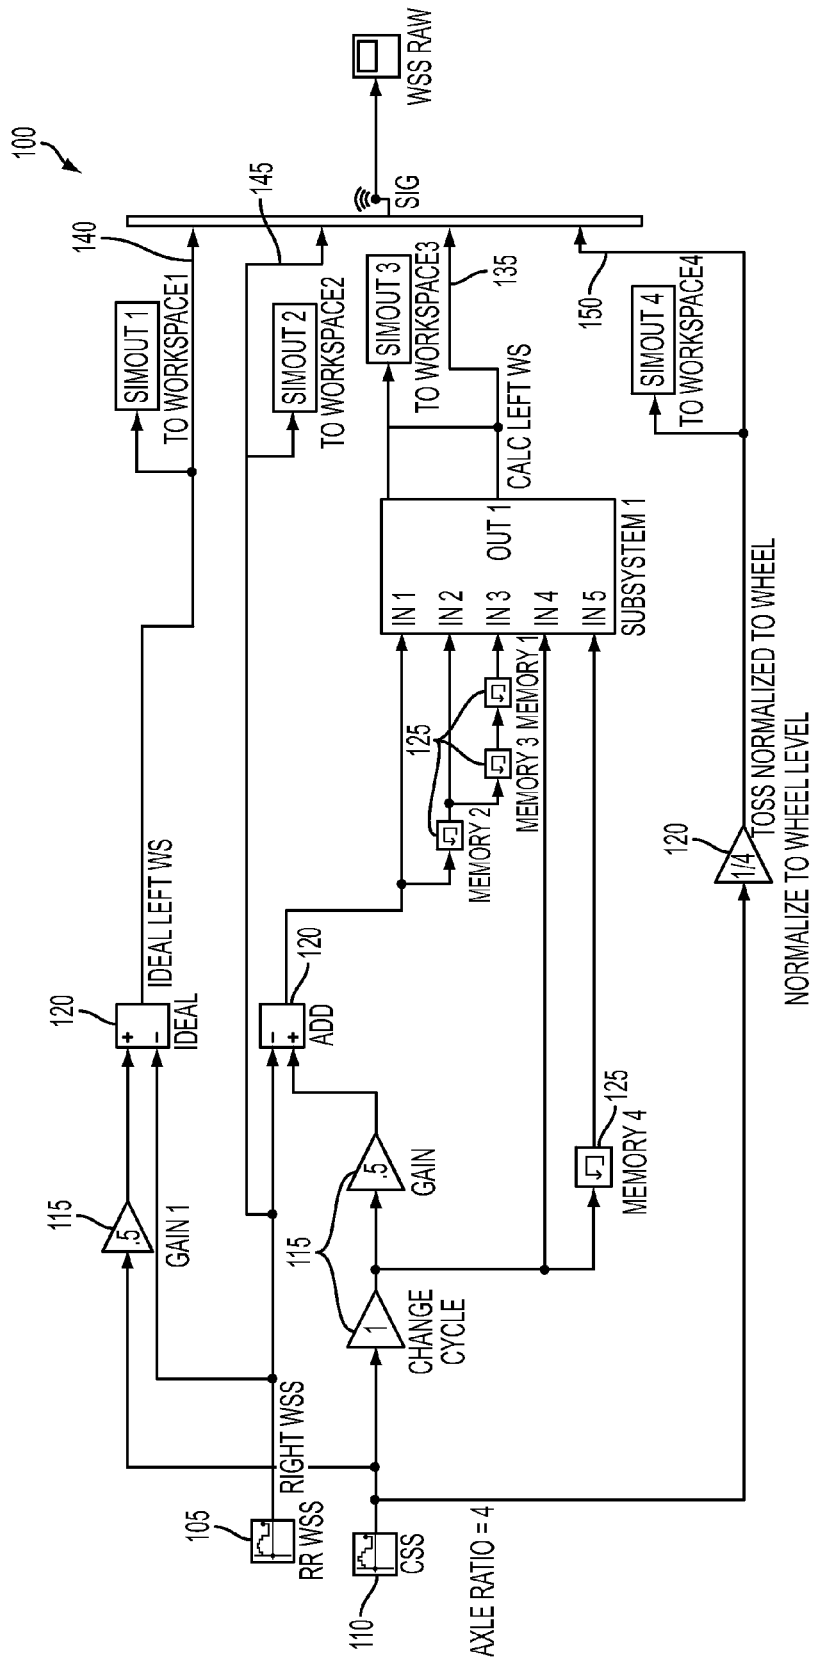 100
105
RR WSS
RIGHT WSS
110
CSS
AXLE RATIO = 4
115
.5
GAIN 1
120
+
-
IDEAL
IDEAL LEFT WS
SIMOUT 1
TO WORKSPACE1
140
115
1
CHANGE
CYCLE
.5
GAIN
-
+
ADD
120
SIMOUT 2
TO WORKSPACE2
145
MEMORY 2
125
MEMORY 3
MEMORY 1
MEMORY 4
125
IN 1
IN 2
IN 3
IN 4
IN 5
OUT 1
SUBSYSTEM 1
CALC LEFT WS
SIMOUT 3
TO WORKSPACE3
135
120
1/4
TOSS NORMALIZED TO WHEEL
NORMALIZE TO WHEEL LEVEL
SIMOUT 4
TO WORKSPACE4
150
SIG
WSS RAW